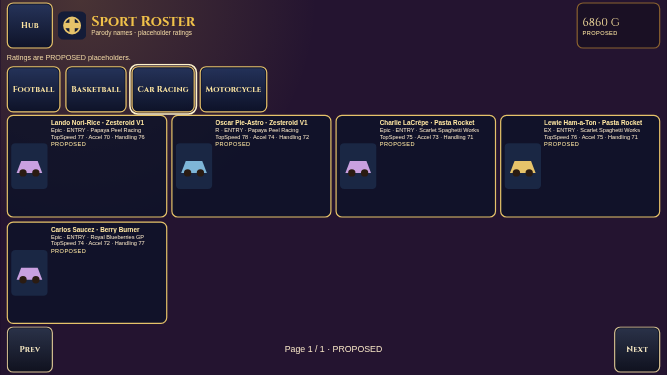 Hub
Sport Roster
Parody names - placeholder ratings
6860 G
PROPOSED
Ratings are PROPOSED placeholders.
Football
Basketball
Car Racing
Motorcycle
Lando Nori-Rice - Zesteroid V1
Epic · ENTRY · Papaya Peel Racing
TopSpeed 77 · Accel 70 · Handling 76
PROPOSED
Oscar Pie-Astro - Zesteroid V1
R · ENTRY · Papaya Peel Racing
TopSpeed 78 · Accel 74 · Handling 72
PROPOSED
Charlie LaCrêpe - Pasta Rocket
Epic · ENTRY · Scarlet Spaghetti Works
TopSpeed 75 · Accel 73 · Handling 71
PROPOSED
Lewie Ham-a-Ton - Pasta Rocket
EX · ENTRY · Scarlet Spaghetti Works
TopSpeed 76 · Accel 75 · Handling 71
PROPOSED
Carlos Saucez - Berry Burner
Epic · ENTRY · Royal Blueberries GP
TopSpeed 74 · Accel 72 · Handling 77
PROPOSED
Prev
Page 1 / 1 · PROPOSED
Next